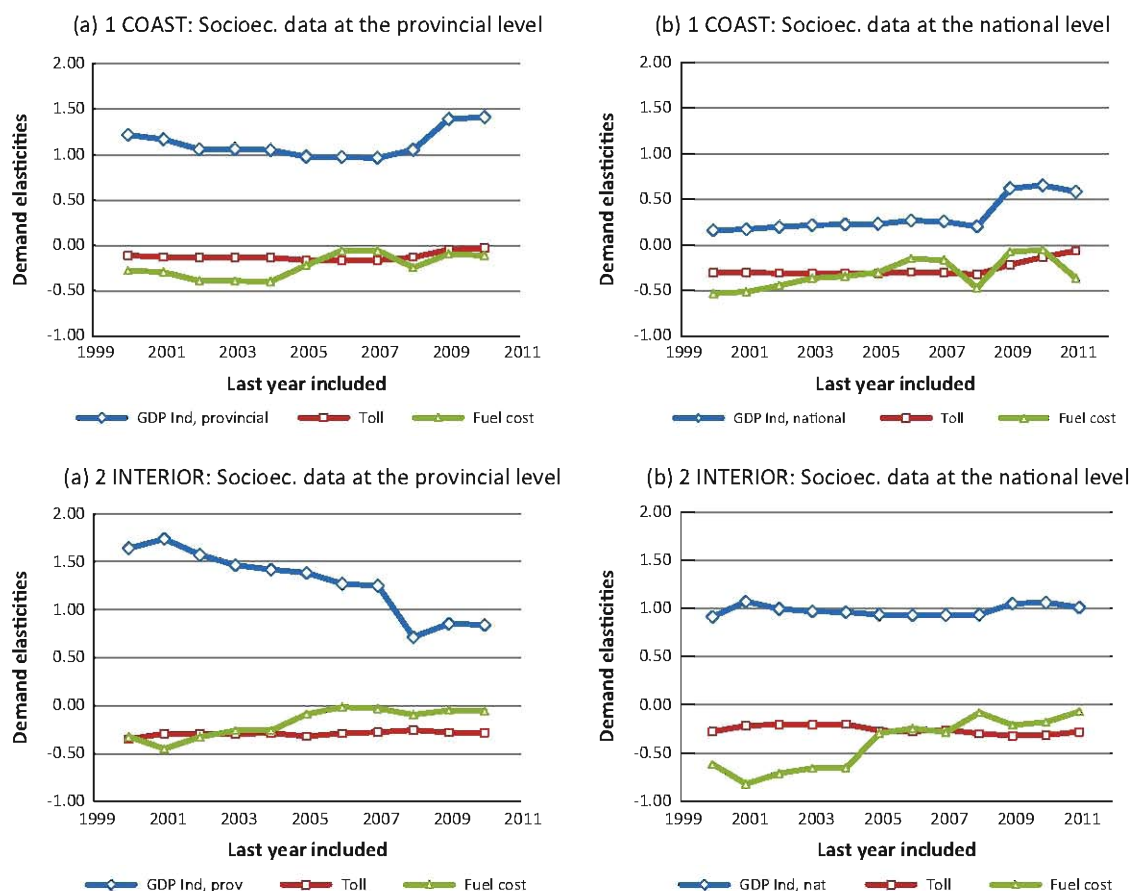 (a) 1 COAST: Socioec. data at the provincial level
2.00
1.50
1.00
0.50
0.00
-0.50
-1.00
Demand elasticities
1999 2001 2003 2005 2007 2009 2011
Last year included
GDP Ind, provincial Toll Fuel cost
(b) 1 COAST: Socioec. data at the national level
2.00
1.50
1.00
0.50
0.00
-0.50
-1.00
Demand elasticities
1999 2001 2003 2005 2007 2009 2011
Last year included
GDP Ind, national Toll Fuel cost
(a) 2 INTERIOR: Socioec. data at the provincial level
2.00
1.50
1.00
0.50
0.00
-0.50
-1.00
Demand elasticities
1999 2001 2003 2005 2007 2009 2011
Last year included
GDP Ind, prov Toll Fuel cost
(b) 2 INTERIOR: Socioec. data at the national level
2.00
1.50
1.00
0.50
0.00
-0.50
-1.00
Demand elasticities
1999 2001 2003 2005 2007 2009 2011
Last year included
GDP Ind, nat Toll Fuel cost